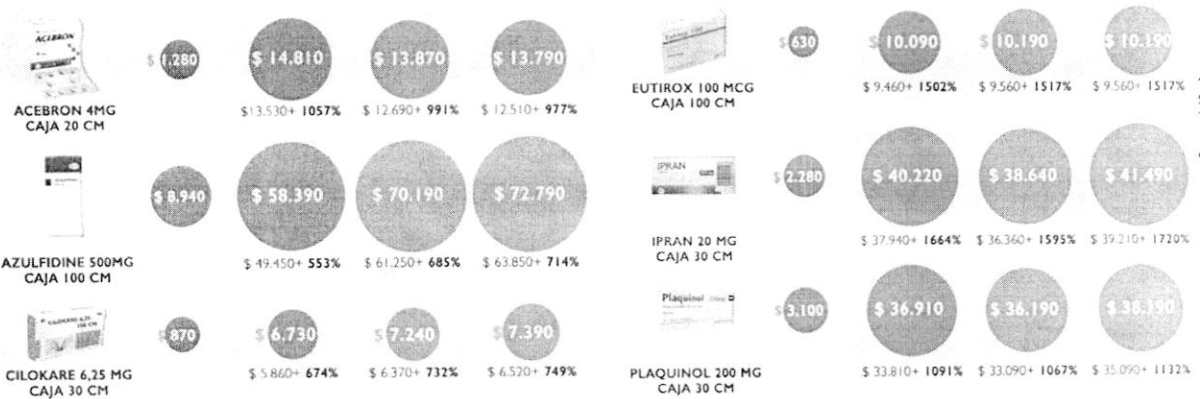 ACEBRON
$ 1.280
$ 14.810
$ 13.870
$ 13.790
ACEBRON 4MG
CAJA 20 CM
$13.530+ 1057%
$ 12.690+ 991%
$ 12.510+ 977%
$ 8.940
$ 58.390
$ 70.190
$ 72.790
AZULFIDINE 500MG
CAJA 100 CM
$ 49.450+ 553%
$ 61.250+ 685%
$ 63.850+ 714%
$ 870
$ 6.730
$ 7.240
$ 7.390
CILOKARE 6,25 MG
CAJA 30 CM
$ 5.860+ 674%
$ 6.370+ 732%
$ 6.520+ 749%
$ 630
$ 10.090
$ 10.190
$ 10.190
EUTIROX 100 MCG
CAJA 100 CM
$ 9.460+ 1502%
$ 9.560+ 1517%
$ 9.560+ 1517%
IPRAN
$ 2.280
$ 40.220
$ 38.640
$ 41.490
IPRAN 20 MG
CAJA 30 CM
$ 37.940+ 1664%
$ 36.360+ 1595%
$ 39.210+ 1720%
Plaquinol
$ 3.100
$ 36.910
$ 36.190
$ 38.190
PLAQUINOL 200 MG
CAJA 30 CM
$ 33.810+ 1091%
$ 33.090+ 1067%
$ 35.090+ 1132%